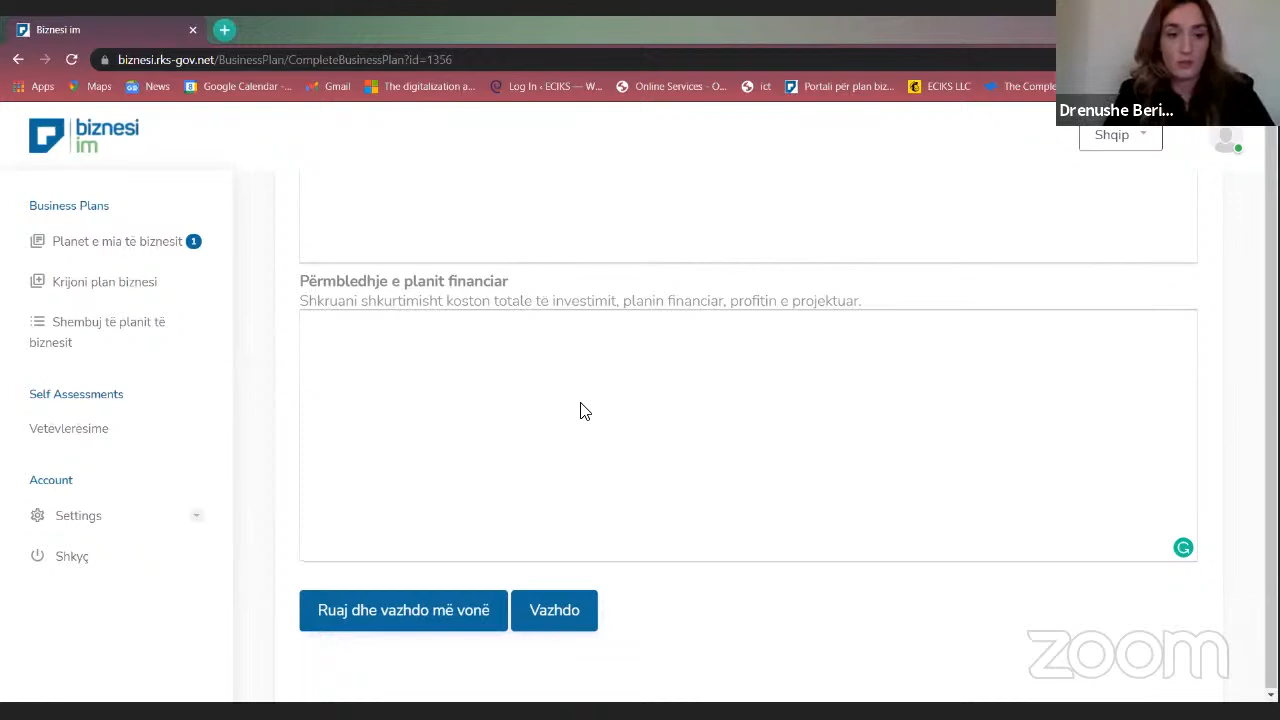 Biznesi im
biznesi.rks-gov.net/BusinessPlan/CompleteBusinessPlan?id=1356
Apps
Maps
News
Google Calendar -...
Gmail
The digitalization a...
Log In ‹ ECIKS — W...
Online Services - O...
ict
Portali për plan biz...
ECIKS LLC
The Comple
Drenushe Beri...
biznesi
im
Shqip
Business Plans
Planet e mia të biznesit 1
Krijoni plan biznesi
Shembuj të planit të
biznesit
Self Assessments
Vetëvlerësime
Account
Settings
Shkyç
Përmbledhje e planit financiar
Shkruani shkurtimisht koston totale të investimit, planin financiar, profitin e projektuar.
Ruaj dhe vazhdo më vonë
Vazhdo
zoom